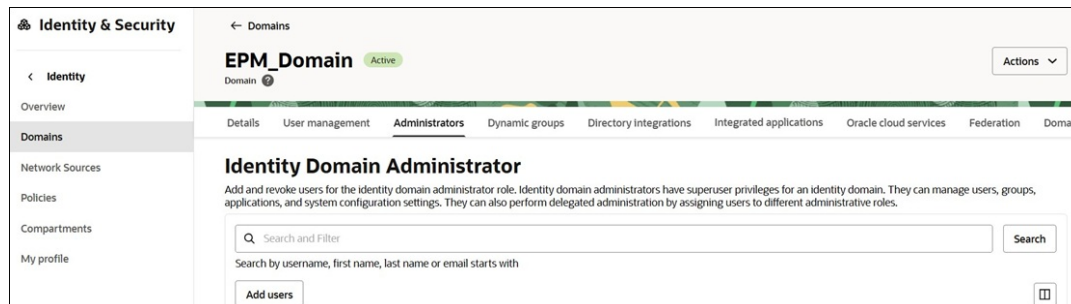 Identity & Security
← Domains
EPM_Domain Active
Actions
Domain ?
< Identity
Overview
Details User management Administrators Dynamic groups Directory integrations Integrated applications Oracle cloud services Federation Doma
Domains
Identity Domain Administrator
Network Sources
Add and revoke users for the identity domain administrator role. Identity domain administrators have superuser privileges for an identity domain. They can manage users, groups,
applications, and system configuration settings. They can also perform delegated administration by assigning users to different administrative roles.
Policies
Compartments
Search and Filter Search
My profile
Search by username, first name, last name or email starts with
Add users